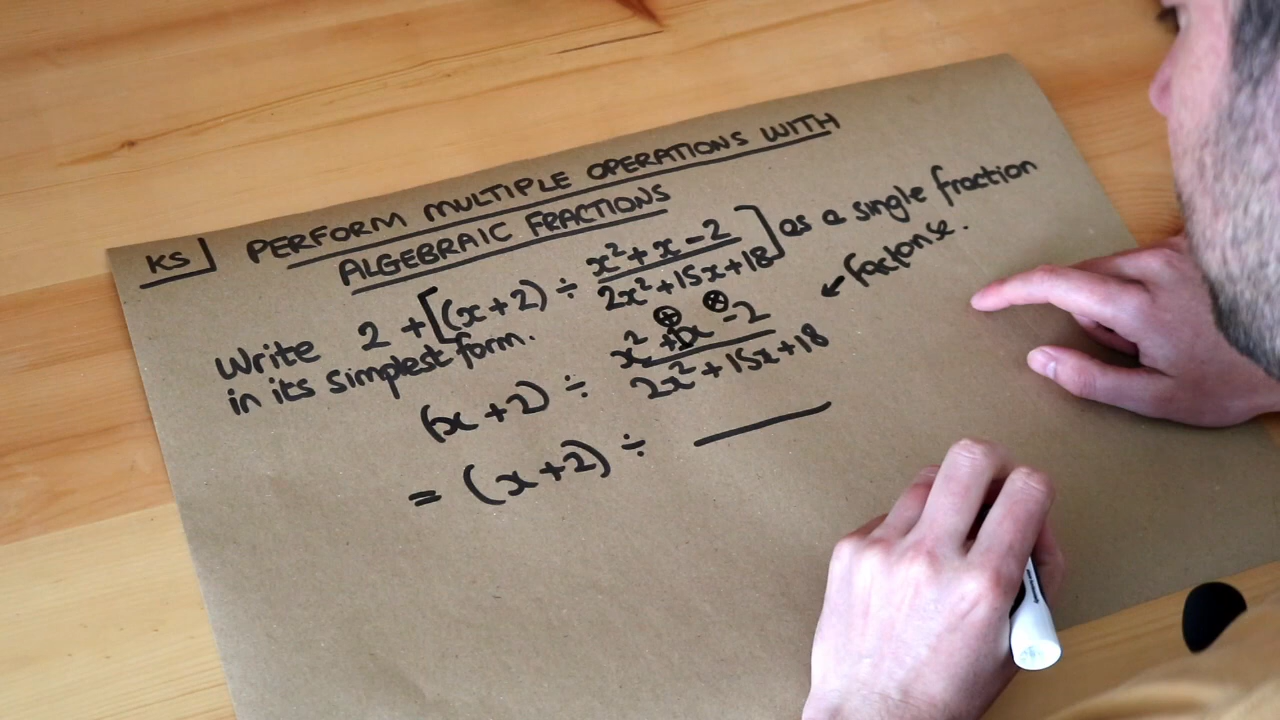 KS PERFORM MULTIPLE OPERATIONS WITH
ALGEBRAIC FRACTIONS
Write 2 + [(x+2) ÷ (x² + x - 2)/(2x² + 15x + 18)] as a single fraction
in its simplest form.
(x+2) ÷ (x² + 1x - 2)/(2x² + 15x + 18) ← factorise.
⊕ ⊗
= (x+2) ÷